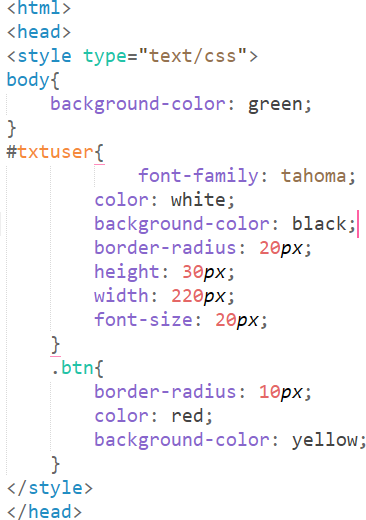 <html>
<head>
<style type="text/css">
body{
    background-color: green;
}
#txtuser{
            font-family: tahoma;
        color: white;
        background-color: black;
        border-radius: 20px;
        height: 30px;
        width: 220px;
        font-size: 20px;
    }
    .btn{
        border-radius: 10px;
        color: red;
        background-color: yellow;
    }
</style>
</head>